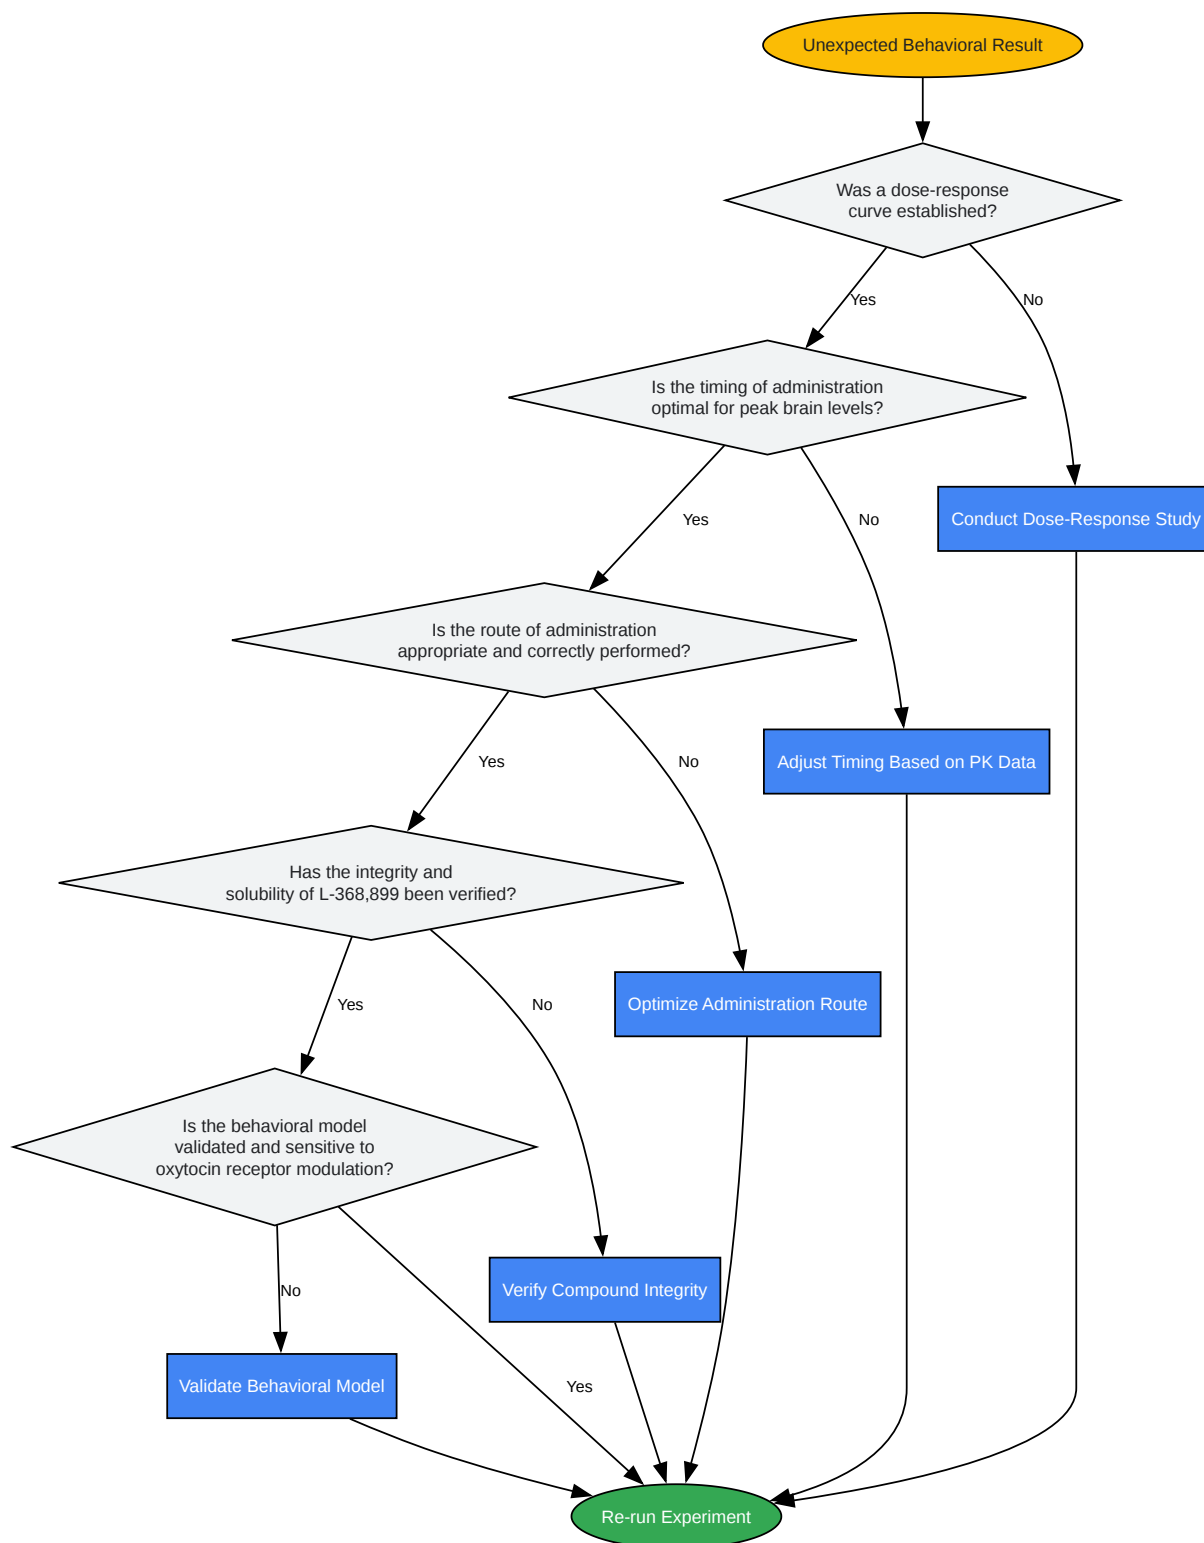 Unexpected Behavioral Result
Was a dose-response
curve established?
Yes
No
Is the timing of administration
optimal for peak brain levels?
Yes
No
Conduct Dose-Response Study
Is the route of administration
appropriate and correctly performed?
Yes
No
Adjust Timing Based on PK Data
Has the integrity and
solubility of L-368,899 been verified?
Yes
No
Optimize Administration Route
Is the behavioral model
validated and sensitive to
oxytocin receptor modulation?
No
Yes
Verify Compound Integrity
Validate Behavioral Model
Re-run Experiment